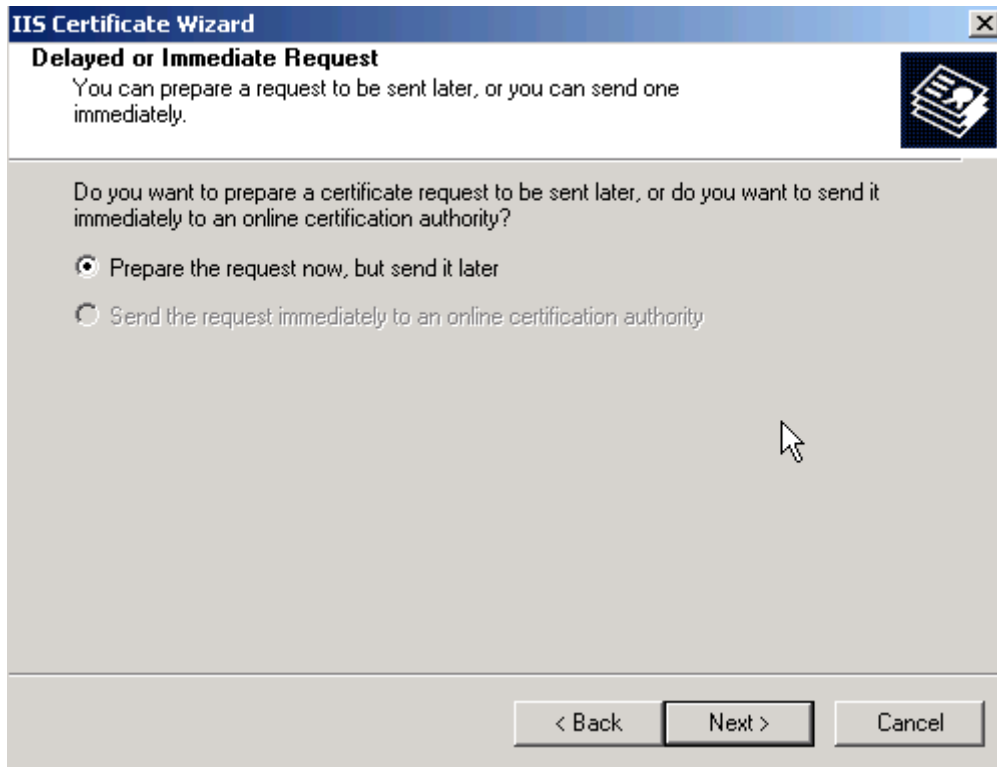 IIS Certificate Wizard
Delayed or Immediate Request
You can prepare a request to be sent later, or you can send one
immediately.
Do you want to prepare a certificate request to be sent later, or do you want to send it
immediately to an online certification authority?
Prepare the request now, but send it later
Send the request immediately to an online certification authority
< Back
Next >
Cancel